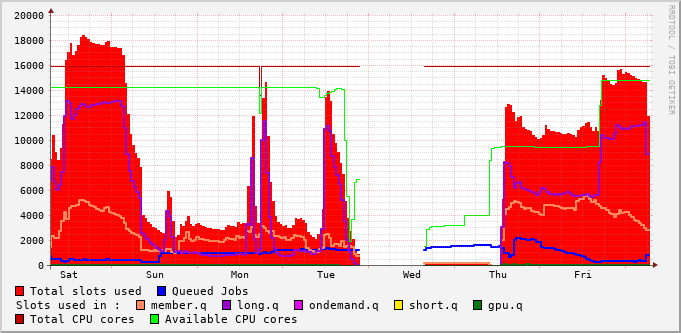 20000
18000
16000
14000
12000
10000
8000
6000
4000
2000
0
Sat Sun Mon Tue Wed Thu Fri
RRDTOOL / TOBI OETIKER
Total slots used Queued Jobs
Slots used in : member.q long.q ondemand.q short.q gpu.q
Total CPU cores Available CPU cores